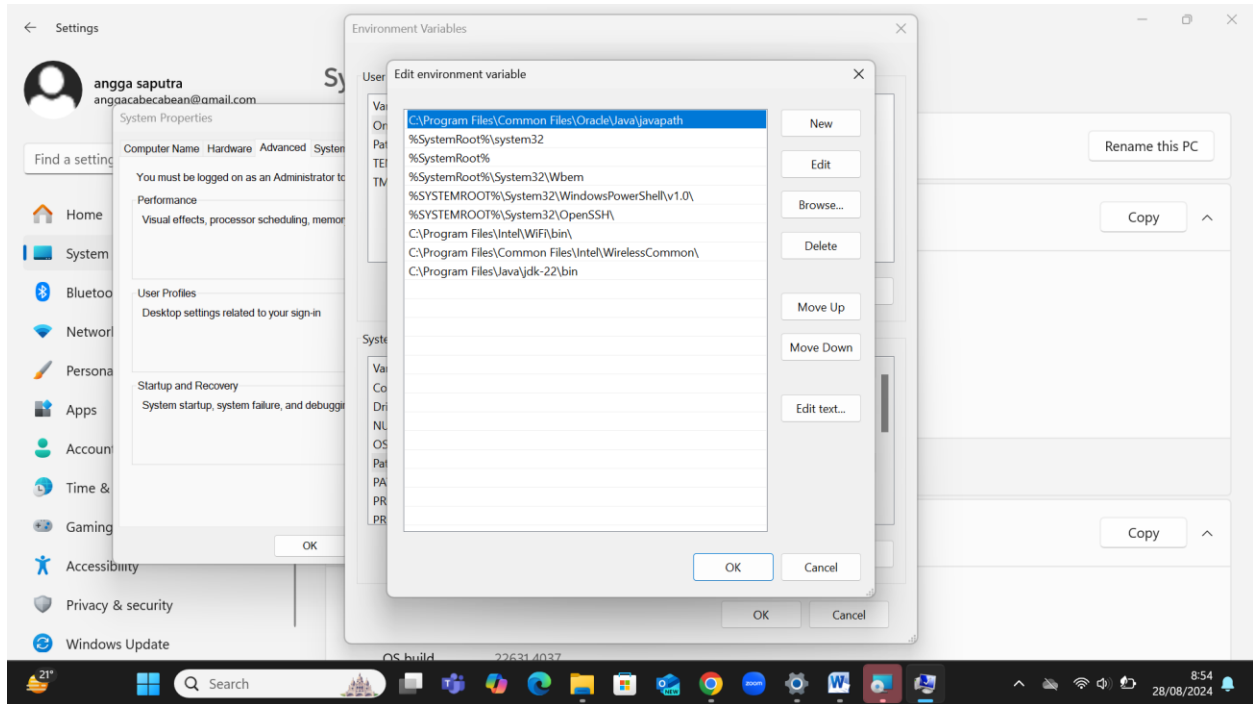 Settings
angga saputra
anggacabecabean@gmail.com
Find a setting
Home
System
Network
Apps
Time &
Gaming
Accessibility
Privacy & security
Windows Update
System Properties
Computer Name Hardware Advanced System
You must be logged on as an Administrator to
Performance
Visual effects, processor scheduling, memor
User Profiles
Desktop settings related to your sign-in
Startup and Recovery
System startup, system failure, and debuggi
OK
Environment Variables
User
OS
OK
Cancel
Edit environment variable
C:\Program Files\Common Files\Oracle\Java\javapath
%SystemRoot%\system32
%SystemRoot%
%SystemRoot%\System32\Wbem
%SYSTEMROOT%\System32\WindowsPowerShell\v1.0\
%SYSTEMROOT%\System32\OpenSSH\
C:\Program Files\Intel\WiFi\bin\
C:\Program Files\Common Files\Intel\WirelessCommon\
C:\Program Files\Java\jdk-22\bin
New
Edit
Browse...
Delete
Move Up
Move Down
Edit text...
OK
Cancel
Rename this PC
Copy
Copy
OS build 22631.4037
21°
Search
NEW
zoom
8:54
28/08/2024